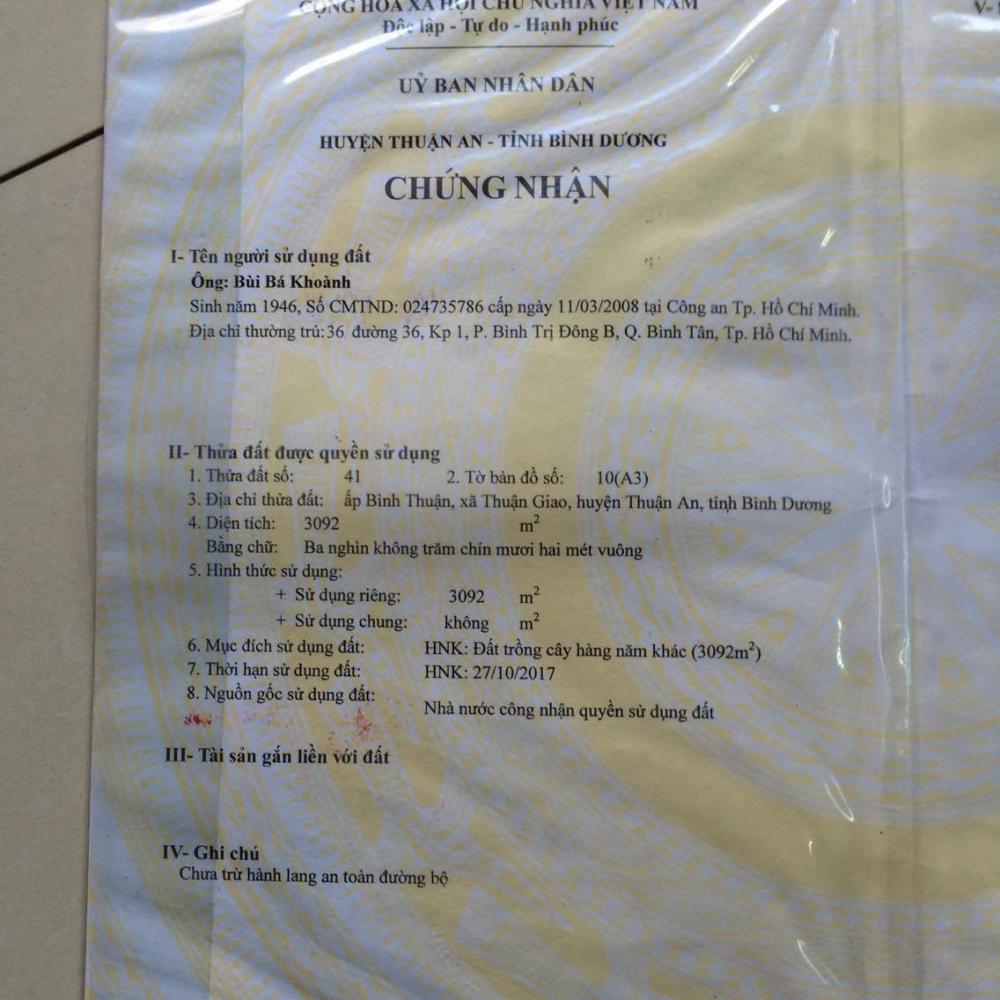 CỘNG HÒA XÃ HỘI CHỦ NGHĨA VIỆT NAM
Độc lập - Tự do - Hạnh phúc
V-
UỶ BAN NHÂN DÂN
HUYỆN THUẬN AN - TỈNH BÌNH DƯƠNG
CHỨNG NHẬN
I- Tên người sử dụng đất
Ông: Bùi Bá Khoành
Sinh năm 1946, Số CMTND: 024735786 cấp ngày 11/03/2008 tại Công an Tp. Hồ Chí Minh.
Địa chỉ thường trú: 36 đường 36, Kp 1, P. Bình Trị Đông B, Q. Bình Tân, Tp. Hồ Chí Minh.
II- Thửa đất được quyền sử dụng
1. Thửa đất số: 41 2. Tờ bản đồ số: 10(A3)
3. Địa chỉ thửa đất: ấp Bình Thuận, xã Thuận Giao, huyện Thuận An, tỉnh Bình Dương
4. Diện tích: 3092 m²
Bằng chữ: Ba nghìn không trăm chín mươi hai mét vuông
5. Hình thức sử dụng:
+ Sử dụng riêng: 3092 m²
+ Sử dụng chung: không m²
6. Mục đích sử dụng đất: HNK: Đất trồng cây hàng năm khác (3092m²)
7. Thời hạn sử dụng đất: HNK: 27/10/2017
8. Nguồn gốc sử dụng đất:
Nhà nước công nhận quyền sử dụng đất
III- Tài sản gắn liền với đất
IV- Ghi chú
Chưa trừ hành lang an toàn đường bộ